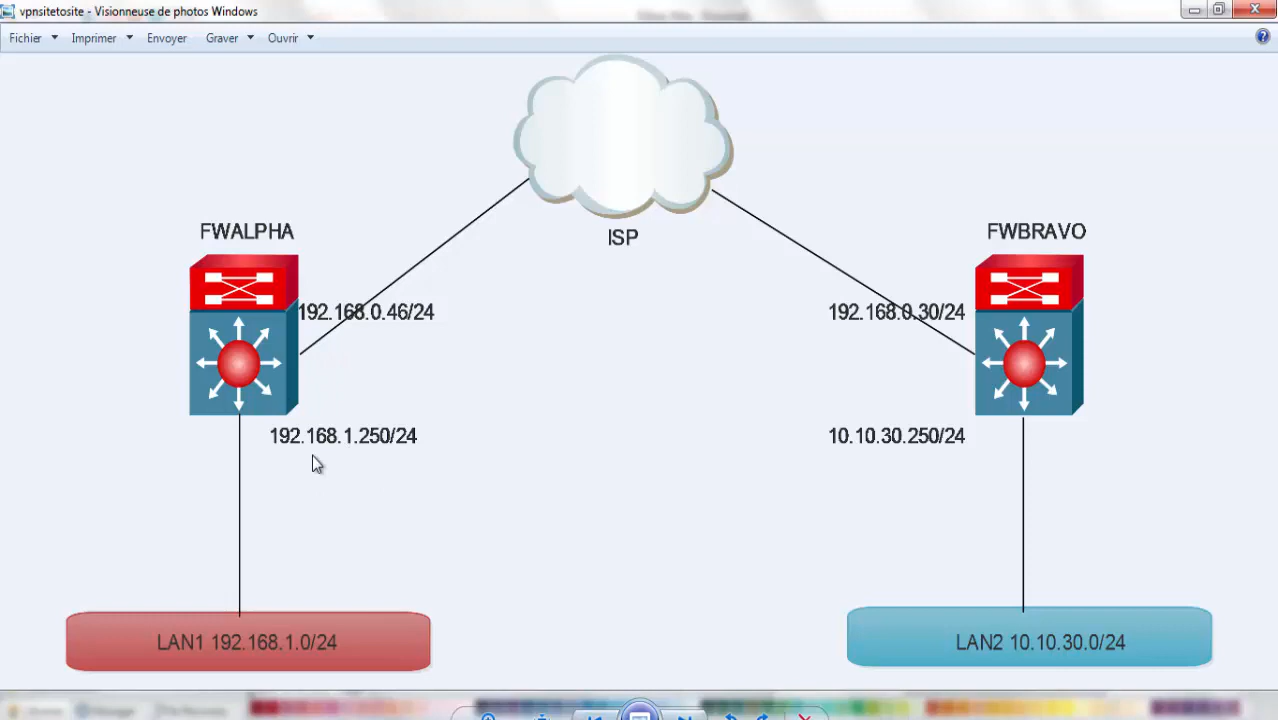 vpnsitetosite - Visionneuse de photos Windows
Fichier Imprimer Envoyer Graver Ouvrir
ISP
FWALPHA
FWBRAVO
192.168.0.46/24
192.168.0.30/24
192.168.1.250/24
10.10.30.250/24
LAN1 192.168.1.0/24
LAN2 10.10.30.0/24